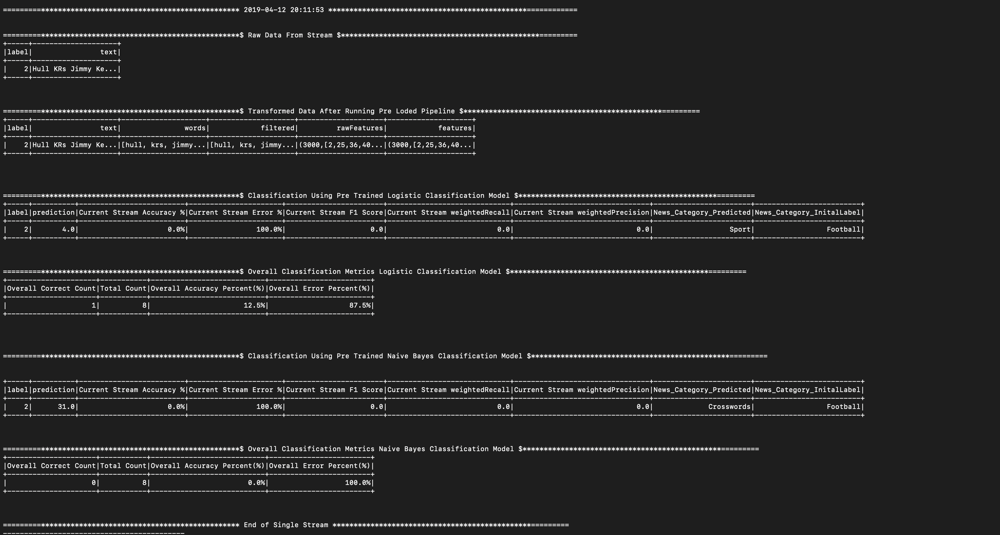 =========*********************************************** 2019-04-12 20:11:53 ***********************************************============
=========***********************************************$ Raw Data From Stream $***********************************************=========
+-----+--------------------+
|label|                text|
+-----+--------------------+
|    2|Hull KRs Jimmy Ke...|
+-----+--------------------+
=========***********************************************$ Transformed Data After Running Pre Loded Pipeline $***********************************************=========
+-----+--------------------+--------------------+--------------------+--------------------+--------------------+
|label|                text|               words|            filtered|         rawFeatures|            features|
+-----+--------------------+--------------------+--------------------+--------------------+--------------------+
|    2|Hull KRs Jimmy Ke...|[hull, krs, jimmy...|[hull, krs, jimmy...|(3000,[2,25,36,40...|(3000,[2,25,36,40...|
+-----+--------------------+--------------------+--------------------+--------------------+--------------------+
=========***********************************************$ Classification Using Pre Trained Logistic Classification Model $***********************************************=========
+-----+----------+-------------------------+----------------------+-----------------------+-----------------------------+--------------------------------+-----------------------+-------------------------+
|label|prediction|Current Stream Accuracy %|Current Stream Error %|Current Stream F1 Score|Current Stream weightedRecall|Current Stream weightedPrecision|News_Category_Predicted|News_Category_InitalLabel|
+-----+----------+-------------------------+----------------------+-----------------------+-----------------------------+--------------------------------+-----------------------+-------------------------+
|    2|       4.0|                     0.0%|                100.0%|                    0.0|                          0.0|                             0.0|                  Sport|                 Football|
+-----+----------+-------------------------+----------------------+-----------------------+-----------------------------+--------------------------------+-----------------------+-------------------------+
=========***********************************************$ Overall Classification Metrics Logistic Classification Model $***********************************************=========
+---------------------+-----------+---------------------------+------------------------+
|Overall Correct Count|Total Count|Overall Accuracy Percent(%)|Overall Error Percent(%)|
+---------------------+-----------+---------------------------+------------------------+
|                    1|          8|                      12.5%|                   87.5%|
+---------------------+-----------+---------------------------+------------------------+
=========***********************************************$ Classification Using Pre Trained Naive Bayes Classification Model $***********************************************=========
+-----+----------+-------------------------+----------------------+-----------------------+-----------------------------+--------------------------------+-----------------------+-------------------------+
|label|prediction|Current Stream Accuracy %|Current Stream Error %|Current Stream F1 Score|Current Stream weightedRecall|Current Stream weightedPrecision|News_Category_Predicted|News_Category_InitalLabel|
+-----+----------+-------------------------+----------------------+-----------------------+-----------------------------+--------------------------------+-----------------------+-------------------------+
|    2|      31.0|                     0.0%|                100.0%|                    0.0|                          0.0|                             0.0|             Crosswords|                 Football|
+-----+----------+-------------------------+----------------------+-----------------------+-----------------------------+--------------------------------+-----------------------+-------------------------+
=========***********************************************$ Overall Classification Metrics Naive Bayes Classification Model $***********************************************=========
+---------------------+-----------+---------------------------+------------------------+
|Overall Correct Count|Total Count|Overall Accuracy Percent(%)|Overall Error Percent(%)|
+---------------------+-----------+---------------------------+------------------------+
|                    0|          8|                       0.0%|                  100.0%|
+---------------------+-----------+---------------------------+------------------------+
=========*********************************************** End of Single Stream ***********************************************=========
-------------------------------------------